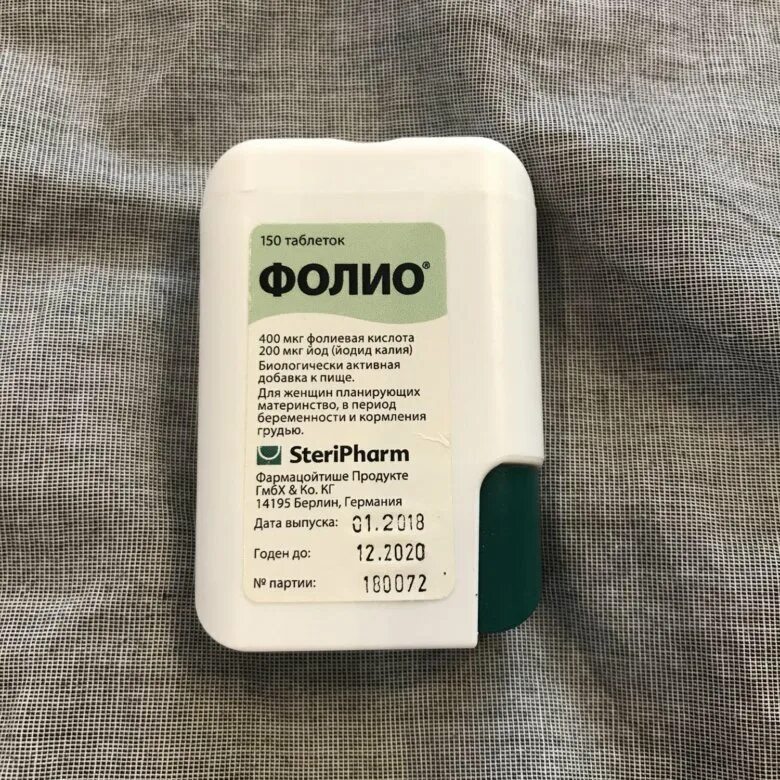 150 таблеток
ФОЛИО®
400 мкг фолиевая кислота
200 мкг йод (йодид калия)
Биологически активная
добавка к пище.
Для женщин планирующих
материнство, в период
беременности и кормления
грудью.
SteriPharm
Фармацойтише Продукте
ГмбХ & Ко. КГ
14195 Берлин, Германия
Дата выпуска: 01.2018
Годен до: 12.2020
№ партии: 180072